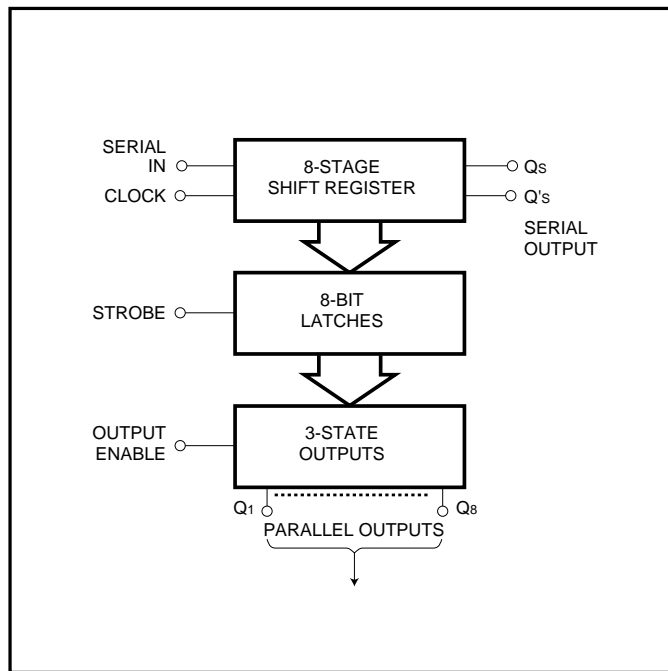 SERIAL
IN
CLOCK
8-STAGE
SHIFT REGISTER
QS
Q'S
SERIAL
OUTPUT
STROBE
8-BIT
LATCHES
OUTPUT
ENABLE
3-STATE
OUTPUTS
Q1
Q8
PARALLEL OUTPUTS